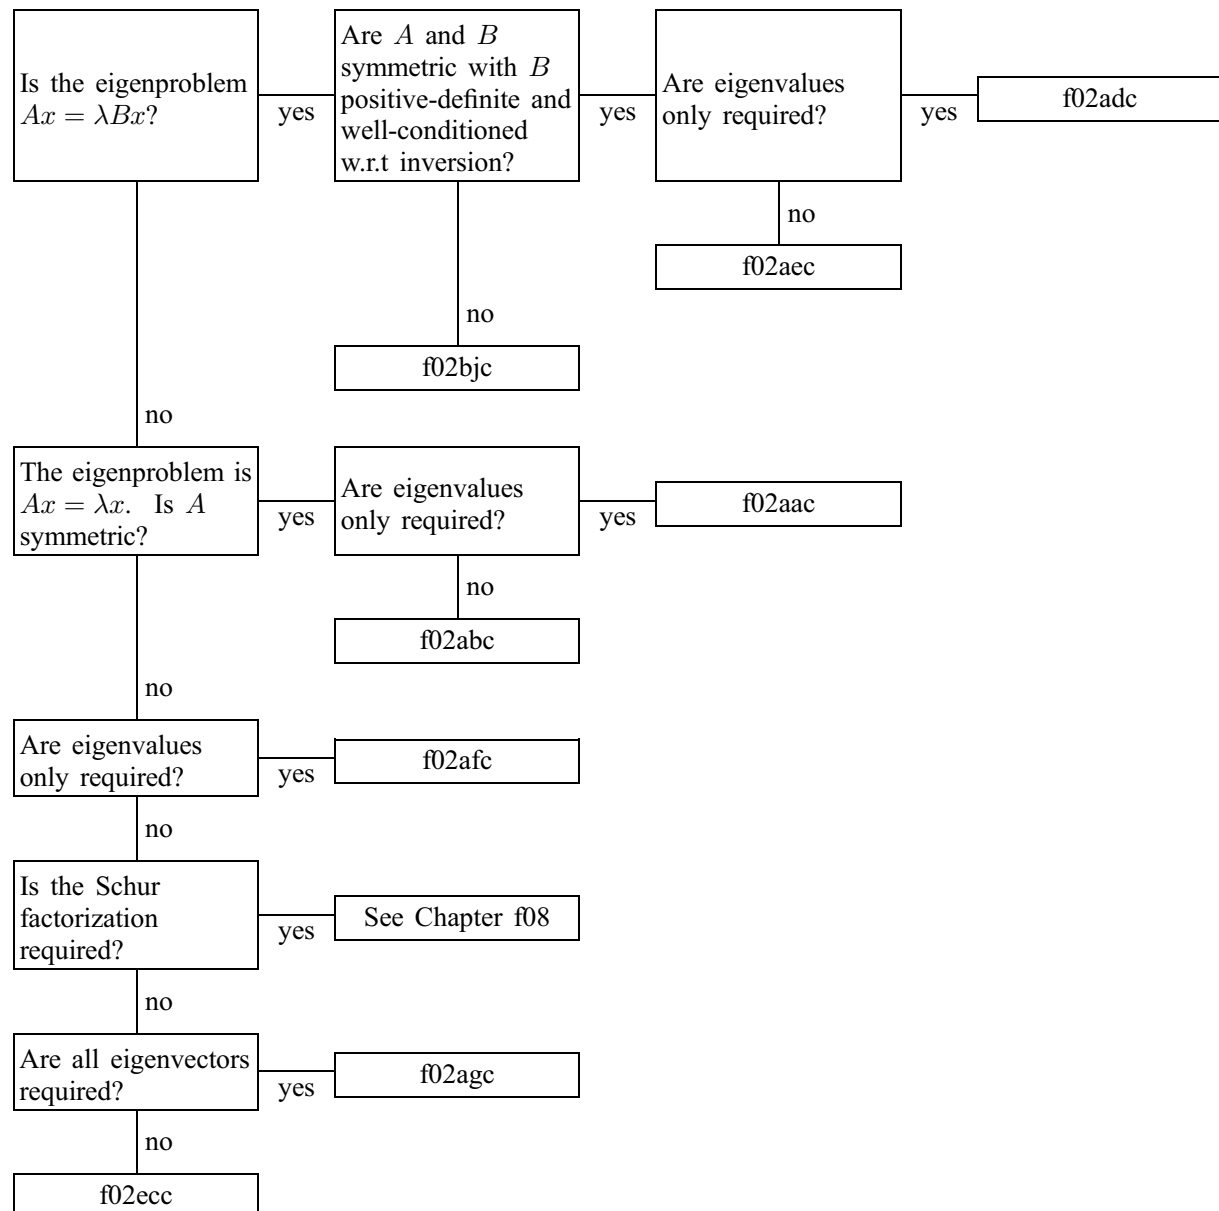 Is the eigenproblem
Ax = λBx?
yes
Are A and B
symmetric with B
positive-definite and
well-conditioned
w.r.t inversion?
yes
Are eigenvalues
only required?
yes
f02adc
no
f02aec
no
f02bjc
no
The eigenproblem is
Ax = λx. Is A
symmetric?
yes
Are eigenvalues
only required?
yes
f02aac
no
f02abc
no
Are eigenvalues
only required?
yes
f02afc
no
Is the Schur
factorization
required?
yes
See Chapter f08
no
Are all eigenvectors
required?
yes
f02agc
no
f02ecc